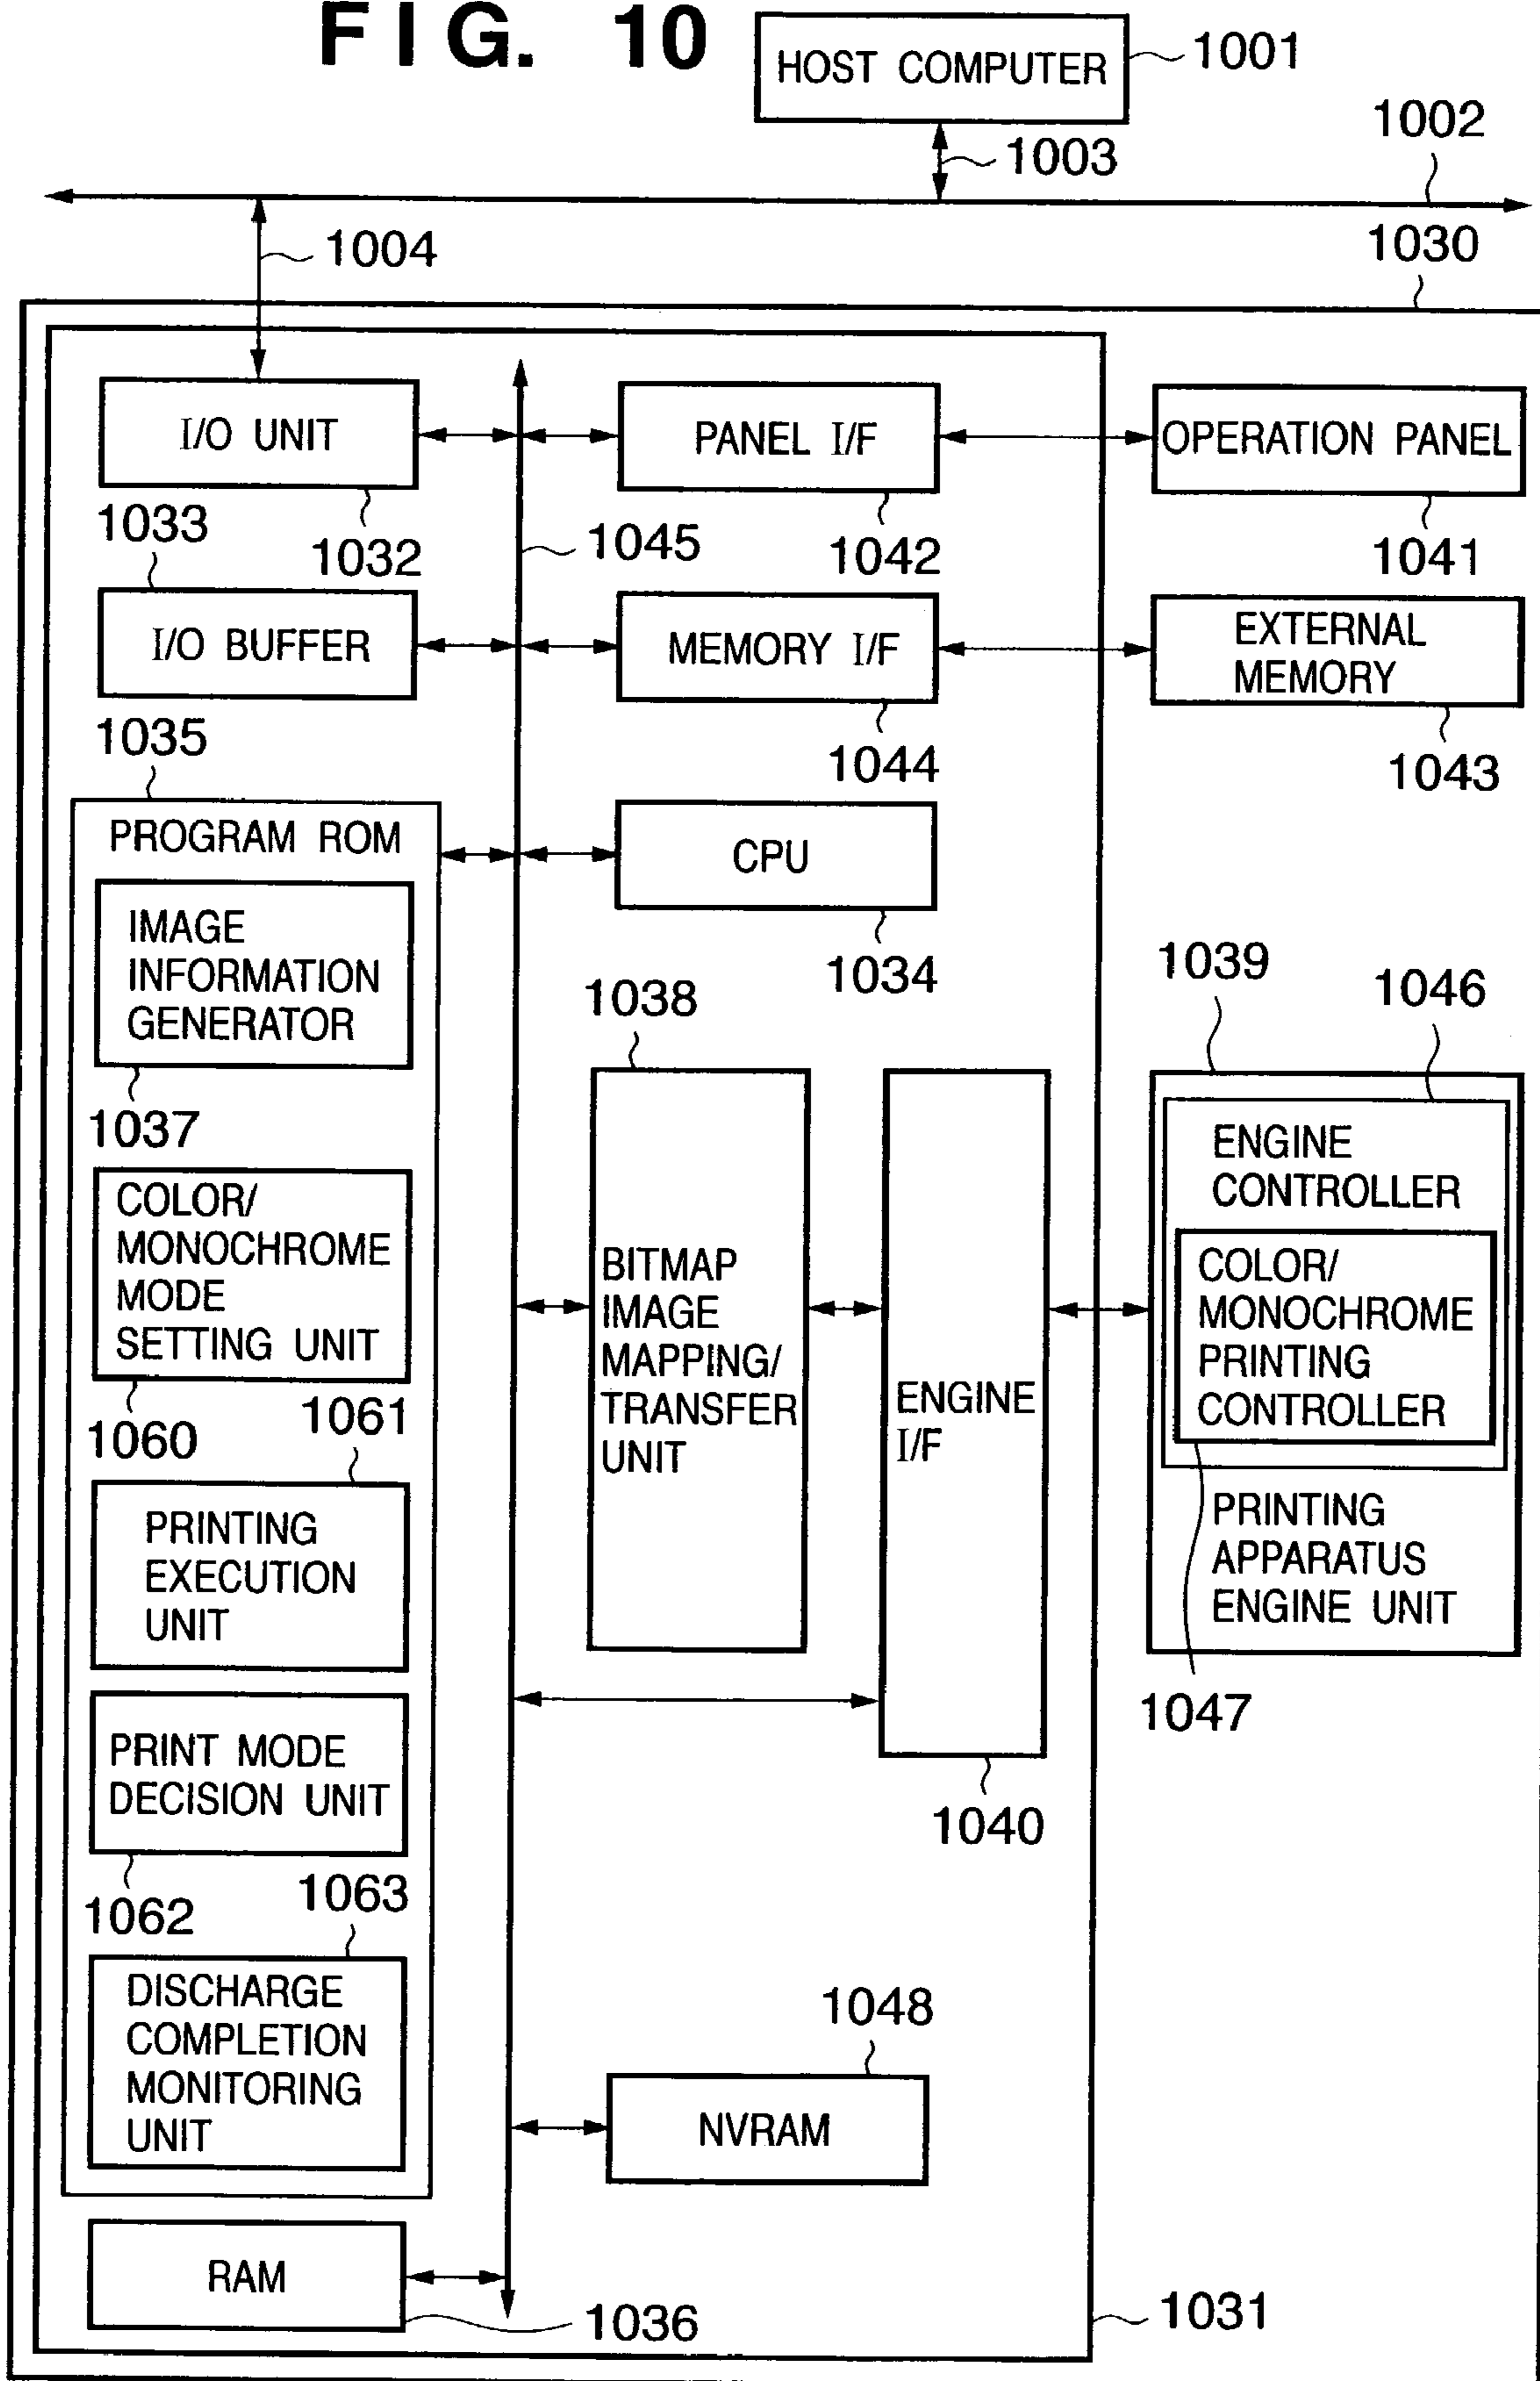 FIG. 10
HOST COMPUTER
1001
1003
1002
1004
1030
I/O UNIT
PANEL I/F
OPERATION PANEL
1033
1032
1045
1042
1041
I/O BUFFER
MEMORY I/F
EXTERNAL
MEMORY
1035
1044
1043
PROGRAM ROM
CPU
IMAGE
INFORMATION
GENERATOR
1034
1038
1039
1046
1037
ENGINE
CONTROLLER
COLOR/
MONOCHROME
MODE
SETTING UNIT
BITMAP
IMAGE
MAPPING/
TRANSFER
UNIT
ENGINE
I/F
COLOR/
MONOCHROME
PRINTING
CONTROLLER
1060
1061
PRINTING
EXECUTION
UNIT
PRINTING
APPARATUS
ENGINE UNIT
1047
PRINT MODE
DECISION UNIT
1040
1062
1063
DISCHARGE
COMPLETION
MONITORING
UNIT
1048
NVRAM
RAM
1036
1031